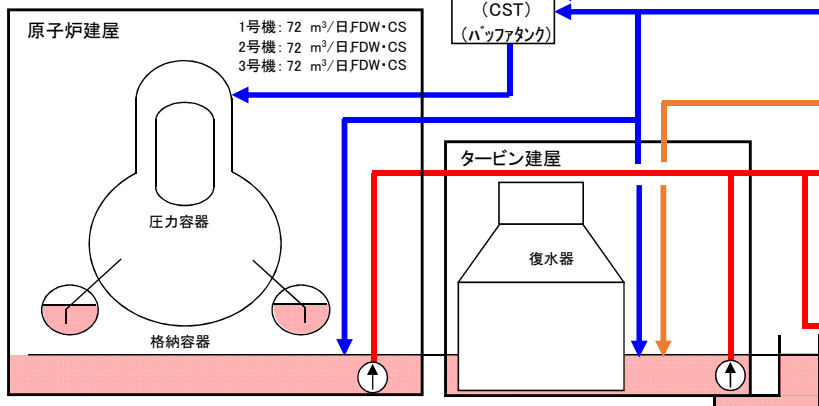 原子炉建屋
1号機: 72 m³/日,FDW・CS
2号機: 72 m³/日,FDW・CS
3号機: 72 m³/日,FDW・CS
(CST)
(バッファタンク)
圧力容器
格納容器
タービン建屋
復水器